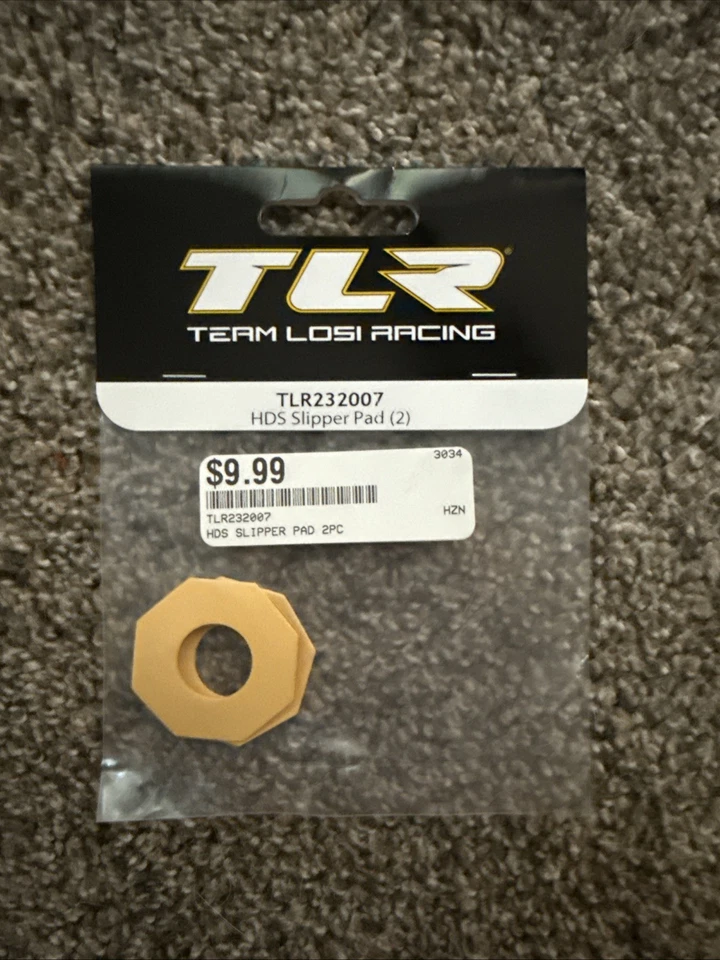 TLR®
TEAM LOSI RACING
TLR232007
HDS Slipper Pad (2)
$9.99
3034
TLR232007
HZN
HDS SLIPPER PAD 2PC